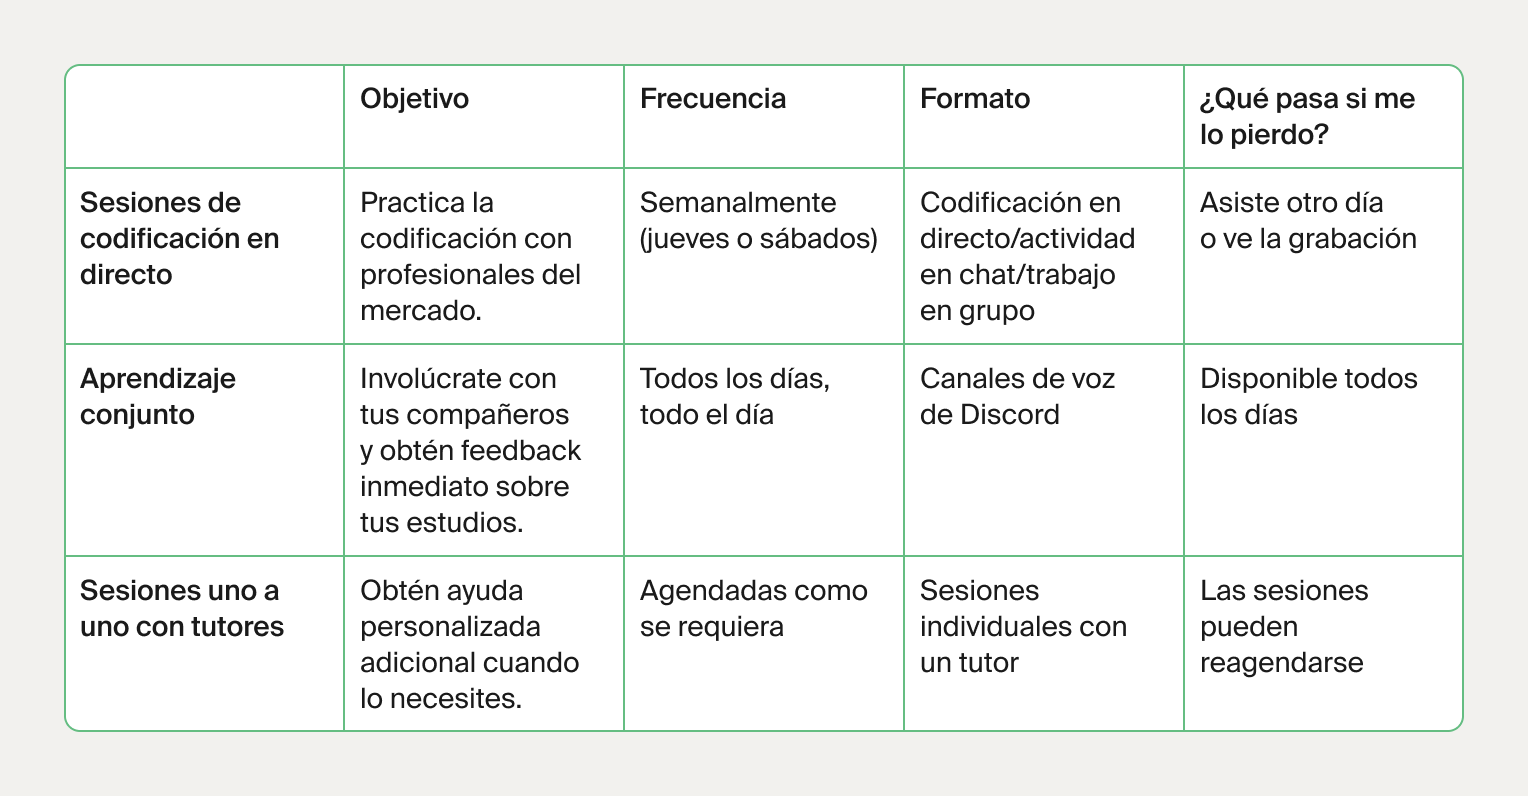 Objetivo
Frecuencia
Formato
¿Qué pasa si me
lo pierdo?
Sesiones de
codificación en
directo
Practica la
codificación con
profesionales del
mercado.
Semanalmente
(jueves o sábados)
Codificación en
directo/actividad
en chat/trabajo
en grupo
Asiste otro día
o ve la grabación
Aprendizaje
conjunto
Involúcrate con
tus compañeros
y obtén feedback
inmediato sobre
tus estudios.
Todos los días,
todo el día
Canales de voz
de Discord
Disponible todos
los días
Sesiones uno a
uno con tutores
Obtén ayuda
personalizada
adicional cuando
lo necesites.
Agendadas como
se requiera
Sesiones
individuales con
un tutor
Las sesiones
pueden
reagendarse